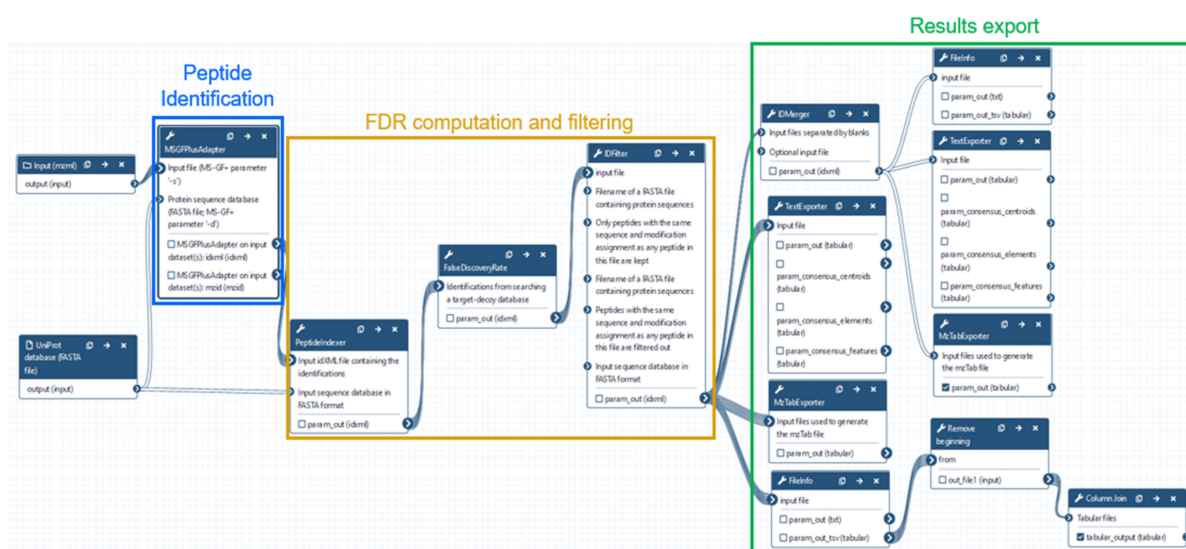 Results export
Peptide
Identification
FDR computation and filtering
Input (mzml)
output (input)
UniProt
database (FASTA
file)
output (input)
MSGFPlusAdapter
Input file (MS-GF+ parameter
'-s')
Protein sequence database
(FASTA file; MS-GF+
parameter '-d')
MSGFPlusAdapter on input
dataset(s): idxml (idxml)
MSGFPlusAdapter on input
dataset(s): mzid (mzid)
PeptideIndexer
Input idXML file containing the
identifications
Input sequence database in
FASTA format
param_out (idxml)
FalseDiscoveryRate
Identifications from searching
a target-decoy database
param_out (idxml)
IDFilter
input file
Filename of a FASTA file
containing protein sequences
Only peptides with the same
sequence and modification
assignment as any peptide in
this file are kept
Filename of a FASTA file
containing protein sequences
Peptides with the same
sequence and modification
assignment as any peptide in
this file are filtered out
Input sequence database in
FASTA format
param_out (idxml)
IDMerger
Input files separated by blanks
Optional input file
param_out (idxml)
TextExporter
Input file
param_out (tabular)
param_consensus_centroids
(tabular)
param_consensus_elements
(tabular)
param_consensus_features
(tabular)
MzTabExporter
Input files used to generate
the mzTab file
param_out (tabular)
FileInfo
input file
param_out (txt)
param_out_tsv (tabular)
FileInfo
input file
param_out (txt)
param_out_tsv (tabular)
TextExporter
Input file
param_out (tabular)
param_consensus_centroids
(tabular)
param_consensus_elements
(tabular)
param_consensus_features
(tabular)
MzTabExporter
Input files used to generate
the mzTab file
param_out (tabular)
Remove
beginning
from
out_file1 (input)
Column Join
Tabular files
tabular_output (tabular)